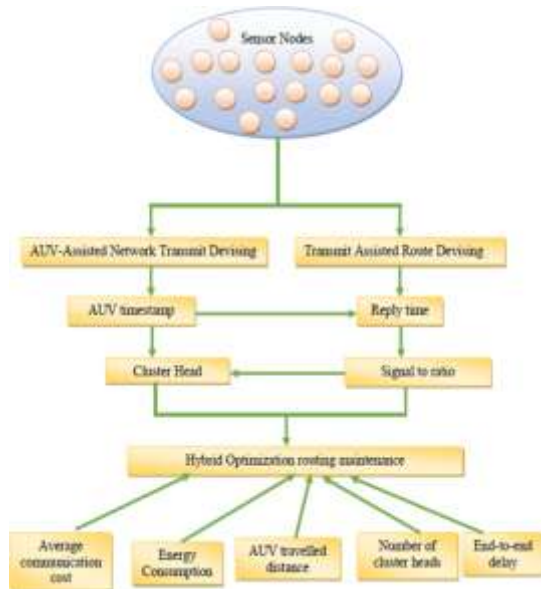 Sensor Nodes
AUV-Assisted Network Transmit Devising
Transmit Assisted Route Devising
AUV timestamp
Reply time
Cluster Head
Signal to ratio
Hybrid Optimization routing maintenance
Average
communication
cost
Energy
Consumption
AUV travelled
distance
Number of
cluster heads
End-to-end
delay